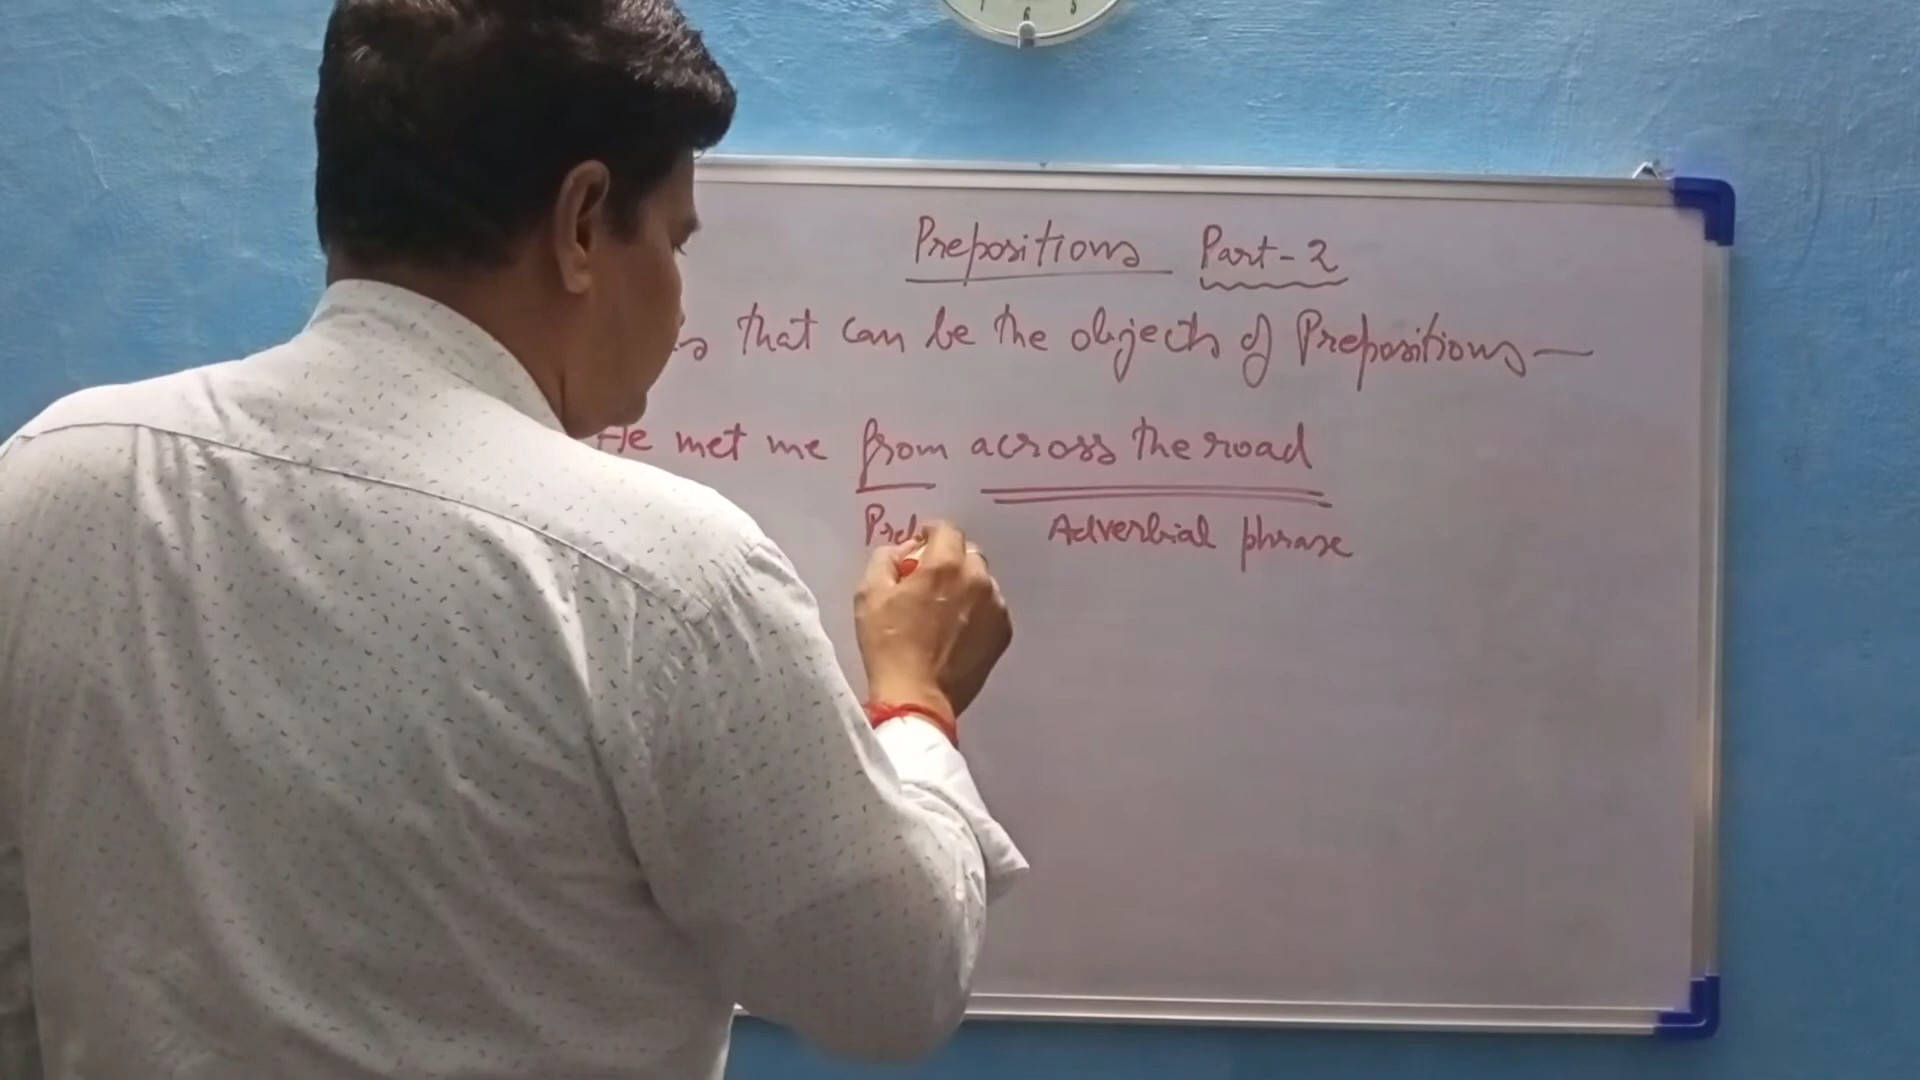 Prepositions Part-2
that can be the objects of Prepositions—
He met me from across the road
Adverbial phrase